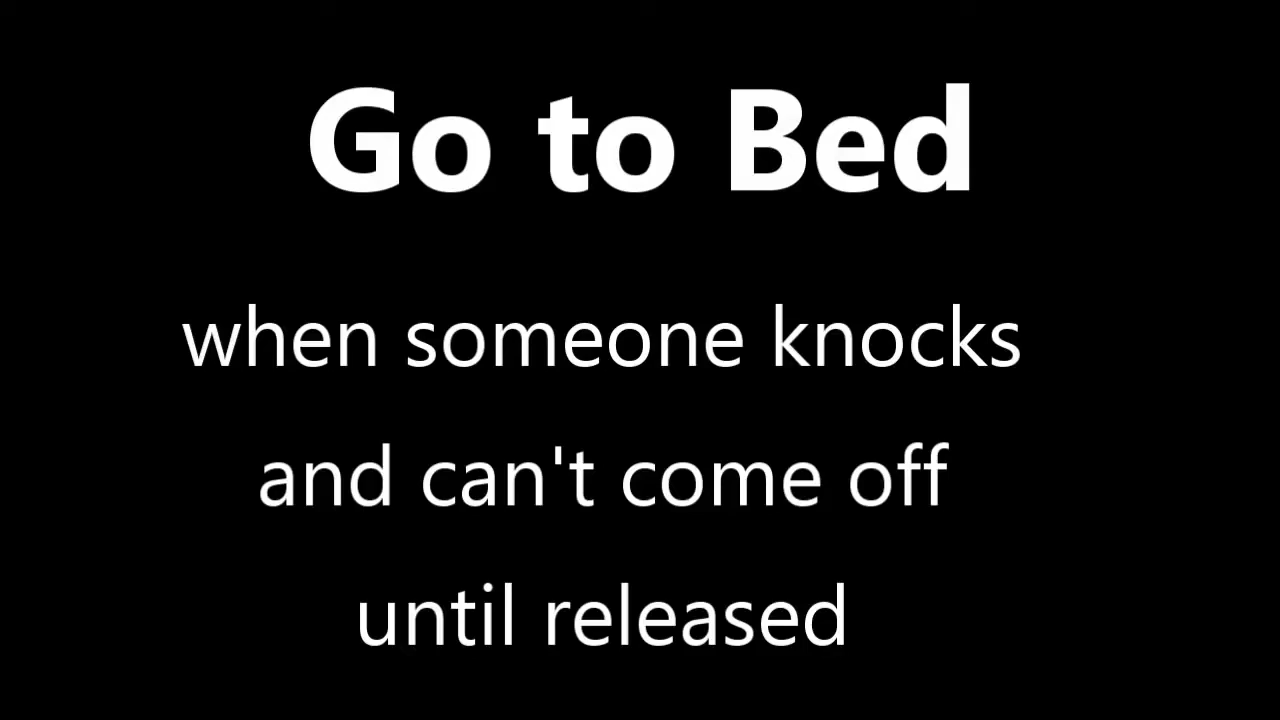 Go to Bed
when someone knocks
and can't come off
until released